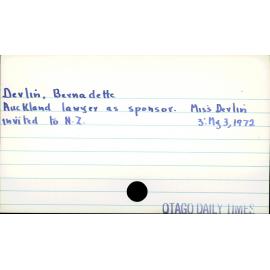 Devlin, Bernadette
Auckland lawyer as sponsor. Miss Devlin
invited to N.Z. 3: My 3, 1972
OTAGO DAILY TIMES